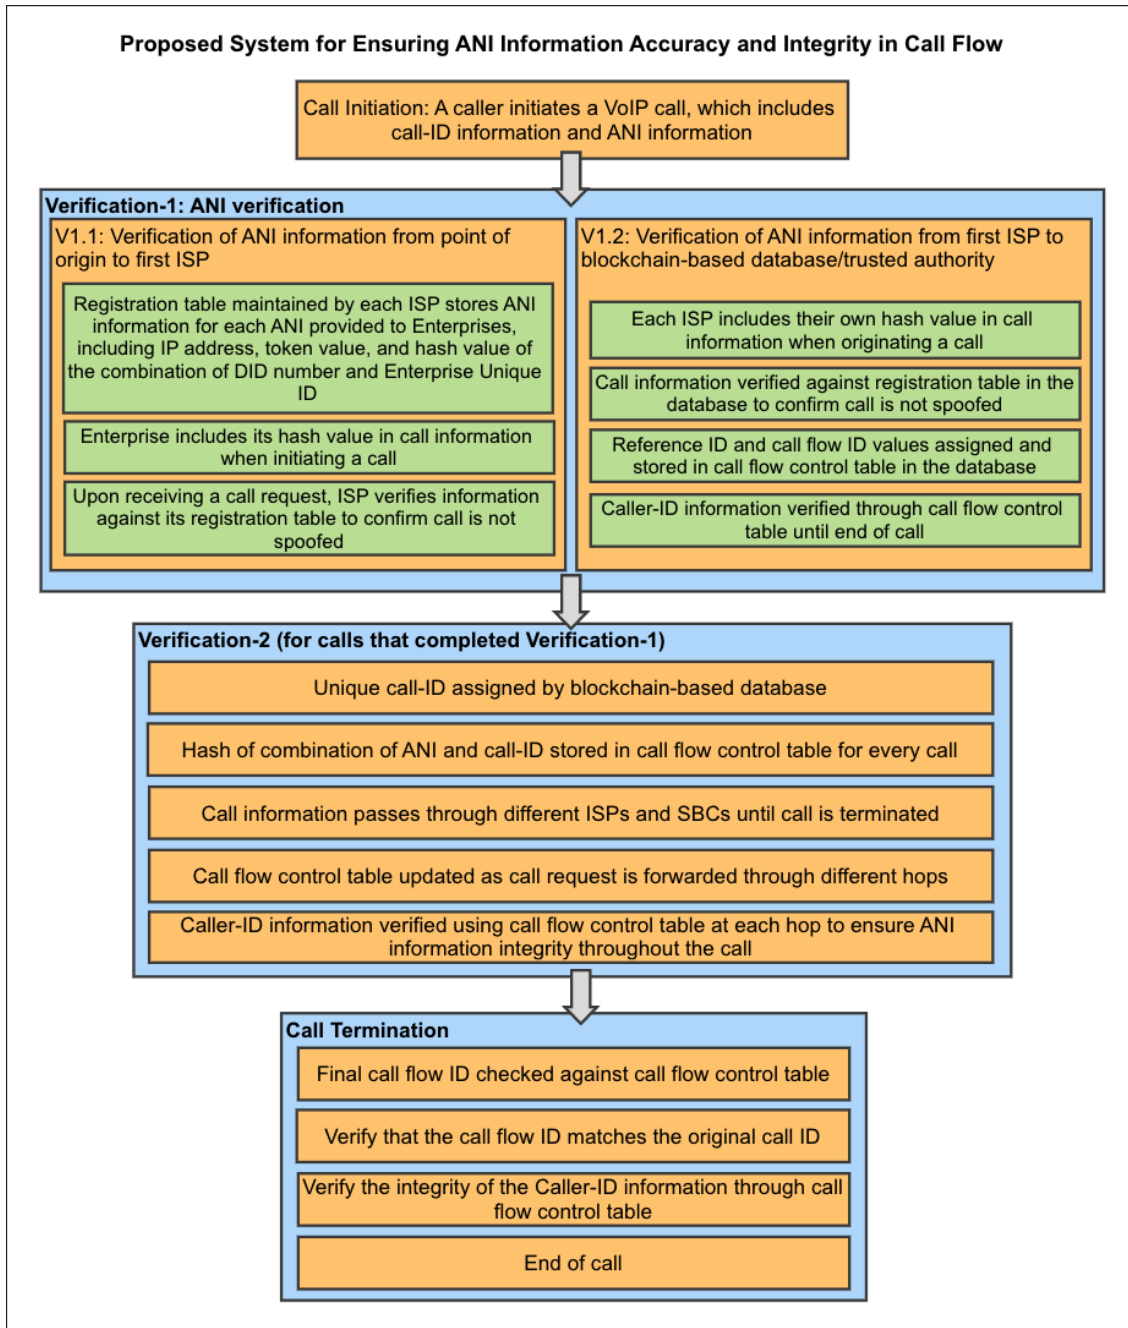 Proposed System for Ensuring ANI Information Accuracy and Integrity in Call Flow
Call Initiation: A caller initiates a VoIP call, which includes
call-ID information and ANI information
Verification-1: ANI verification
V1.1: Verification of ANI information from point of
origin to first ISP
Registration table maintained by each ISP stores ANI
information for each ANI provided to Enterprises,
including IP address, token value, and hash value of
the combination of DID number and Enterprise Unique
ID
Enterprise includes its hash value in call information
when initiating a call
Upon receiving a call request, ISP verifies information
against its registration table to confirm call is not
spoofed
V1.2: Verification of ANI information from first ISP to
blockchain-based database/trusted authority
Each ISP includes their own hash value in call
information when originating a call
Call information verified against registration table in the
database to confirm call is not spoofed
Reference ID and call flow ID values assigned and
stored in call flow control table in the database
Caller-ID information verified through call flow control
table until end of call
Verification-2 (for calls that completed Verification-1)
Unique call-ID assigned by blockchain-based database
Hash of combination of ANI and call-ID stored in call flow control table for every call
Call information passes through different ISPs and SBCs until call is terminated
Call flow control table updated as call request is forwarded through different hops
Caller-ID information verified using call flow control table at each hop to ensure ANI
information integrity throughout the call
Call Termination
Final call flow ID checked against call flow control table
Verify that the call flow ID matches the original call ID
Verify the integrity of the Caller-ID information through call
flow control table
End of call